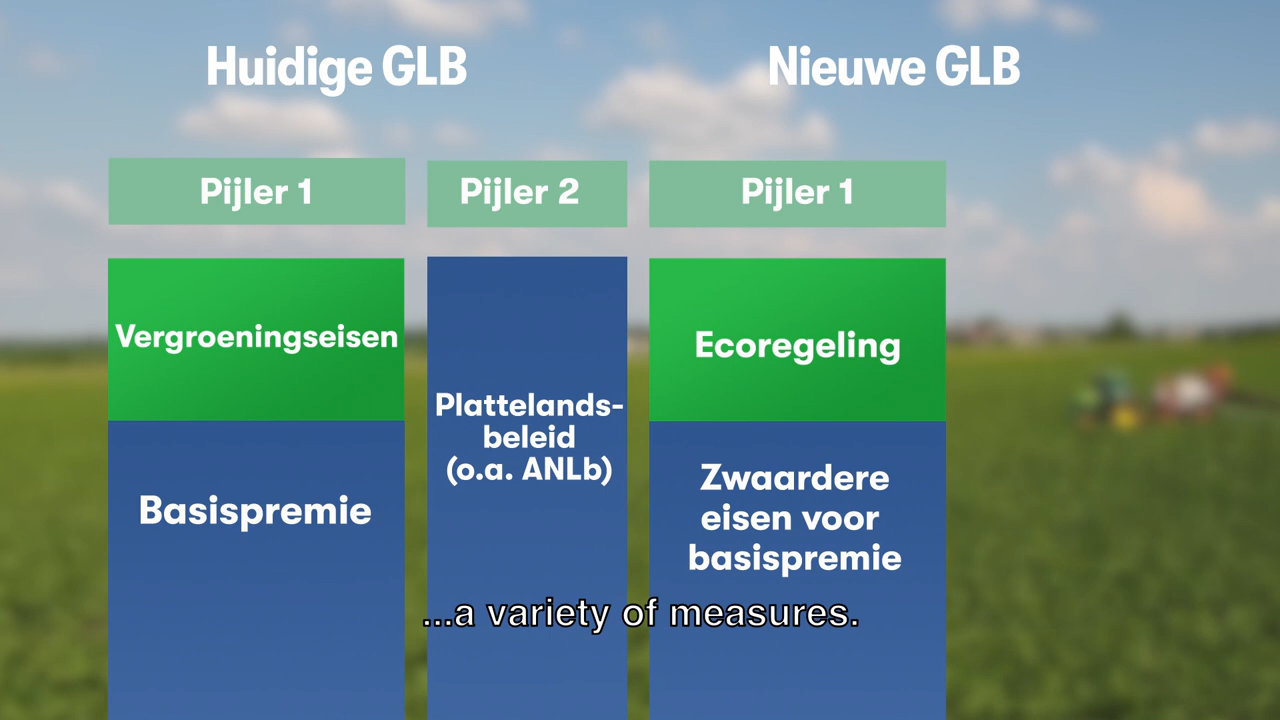 Huidige GLB
Nieuwe GLB
Pijler 1
Pijler 2
Pijler 1
Vergroeningseisen
Basispremie
Plattelands-
beleid
(o.a. ANLb)
Ecoregeling
Zwaardere
eisen voor
basispremie
...a variety of measures.